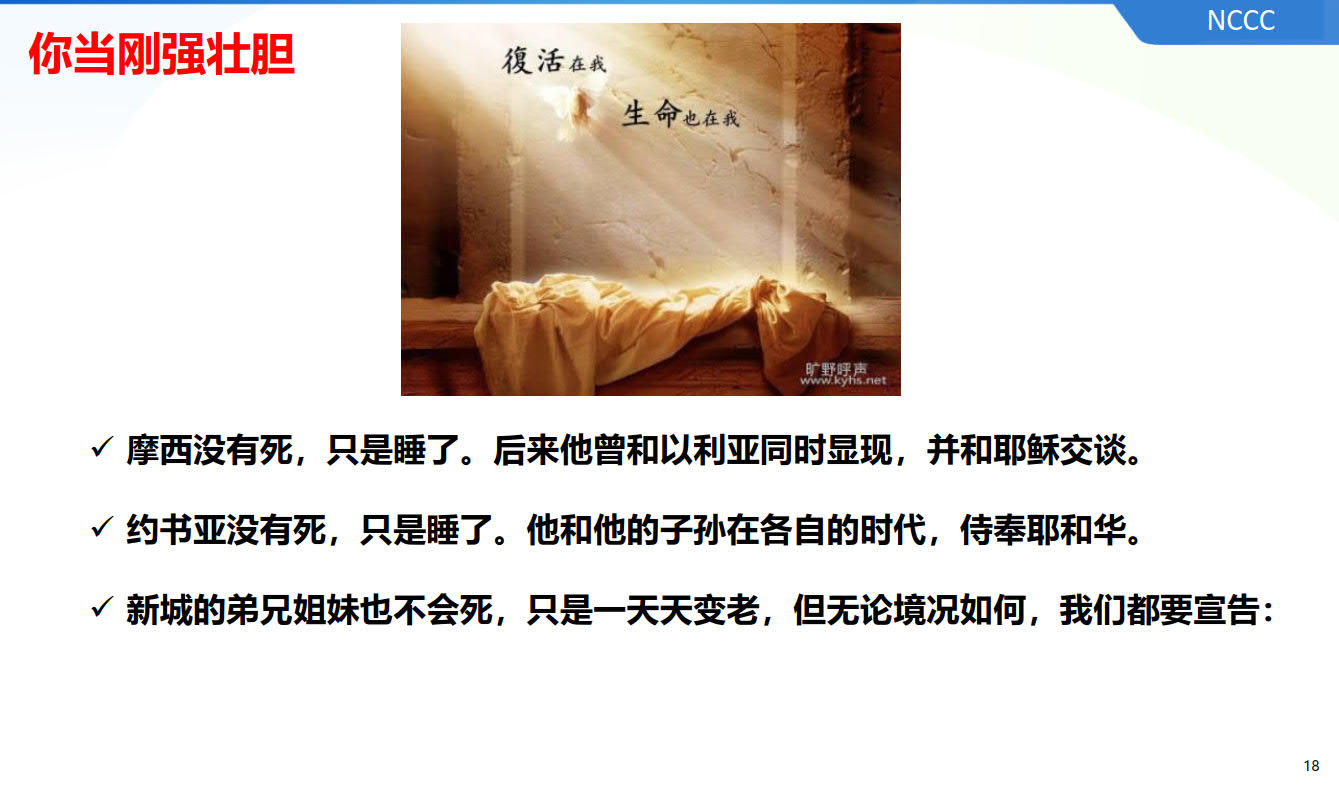 NCCC
你当刚强壮胆
復活在我
生命也在我
旷野呼声
www.kyhs.net
✓ 摩西没有死，只是睡了。后来他曾和以利亚同时显现，并和耶稣交谈。
✓ 约书亚没有死，只是睡了。他和他的子孙在各自的时代，侍奉耶和华。
✓ 新城的弟兄姐妹也不会死，只是一天天变老，但无论境况如何，我们都要宣告：
18